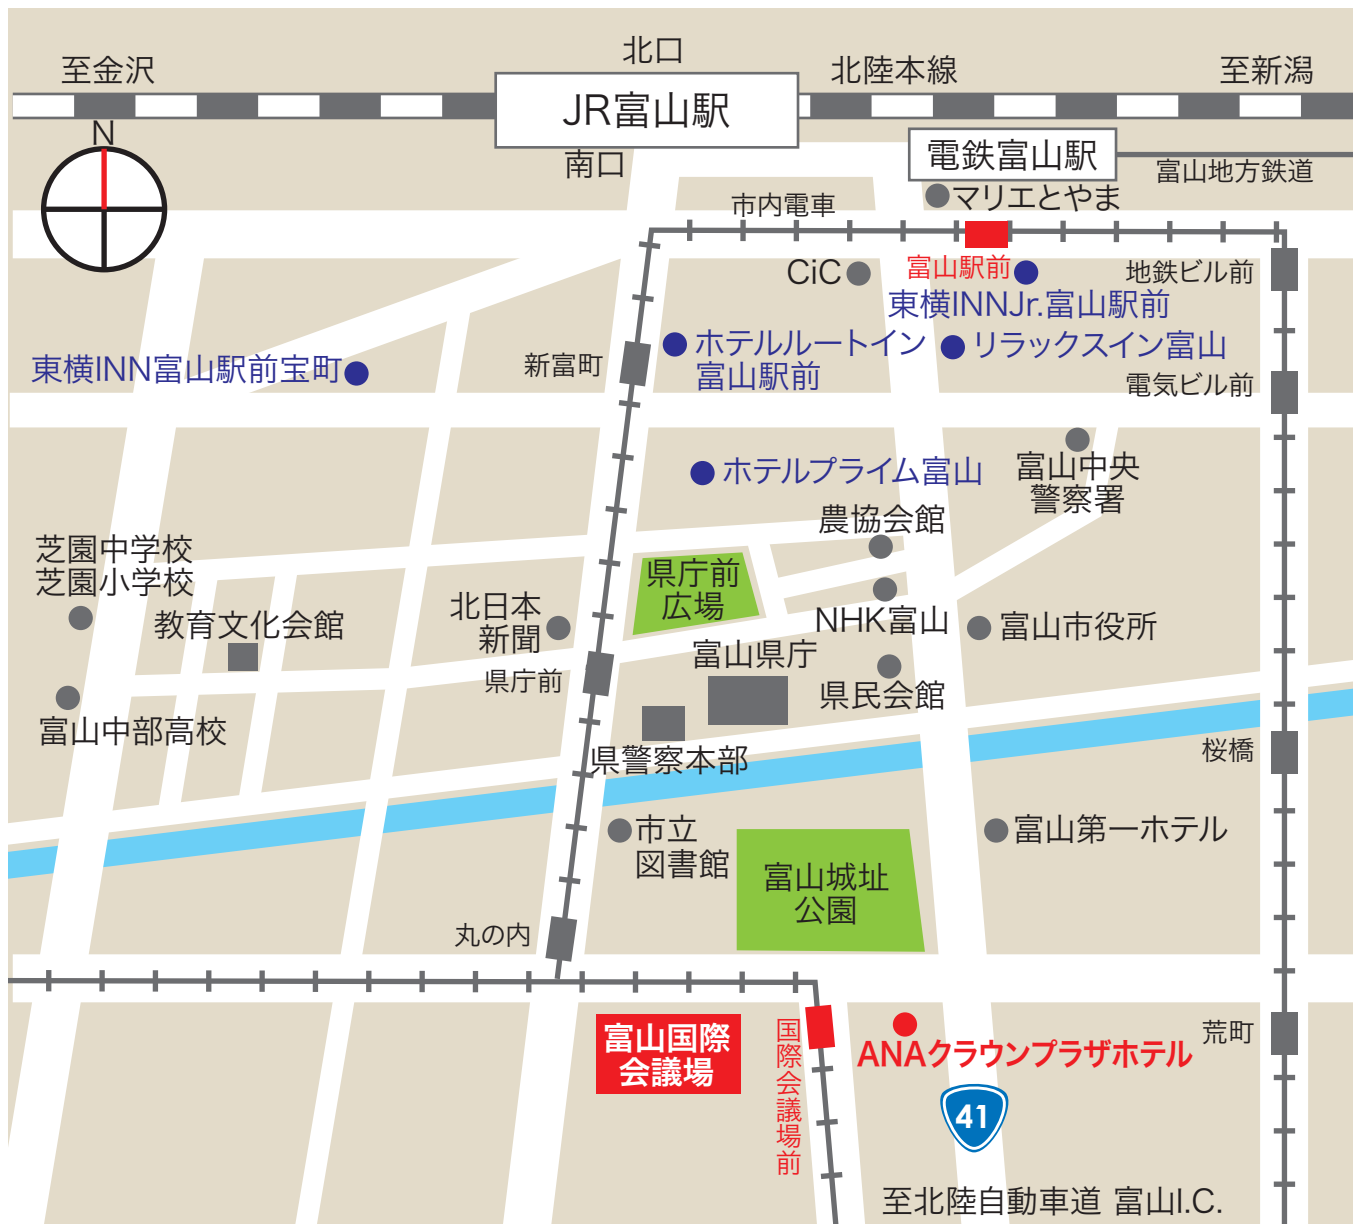 北口
至金沢
北陸本線
至新潟
JR富山駅
N
電鉄富山駅
南口
富山地方鉄道
マリエとやま
市内電車
CiC
富山駅前
地鉄ビル前
東横INNJr.富山駅前
ホテルルートイン
富山駅前
リラックスイン富山
新富町
東横INN富山駅前宝町
電気ビル前
ホテルプライム富山
富山中央
警察署
農協会館
芝園中学校
芝園小学校
県庁前
広場
教育文化会館
北日本
新聞
NHK富山
富山市役所
富山県庁
県庁前
県民会館
富山中部高校
県警察本部
桜橋
市立
図書館
富山第一ホテル
富山城址
公園
丸の内
富山国際
会議場
国際会議場前
ANAクラウンプラザホテル
荒町
41
至北陸自動車道 富山I.C.